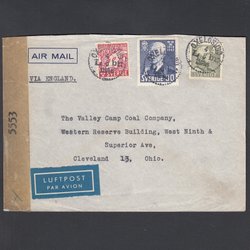 AIR MAIL
VIA ENGLAND.
SVERIGE 30
5353
LUFTPOST
PAR AVION
The Valley Camp Coal Company,
Western Reserve Building, West Ninth &
Superior Ave,
Cleveland 13, Ohio.